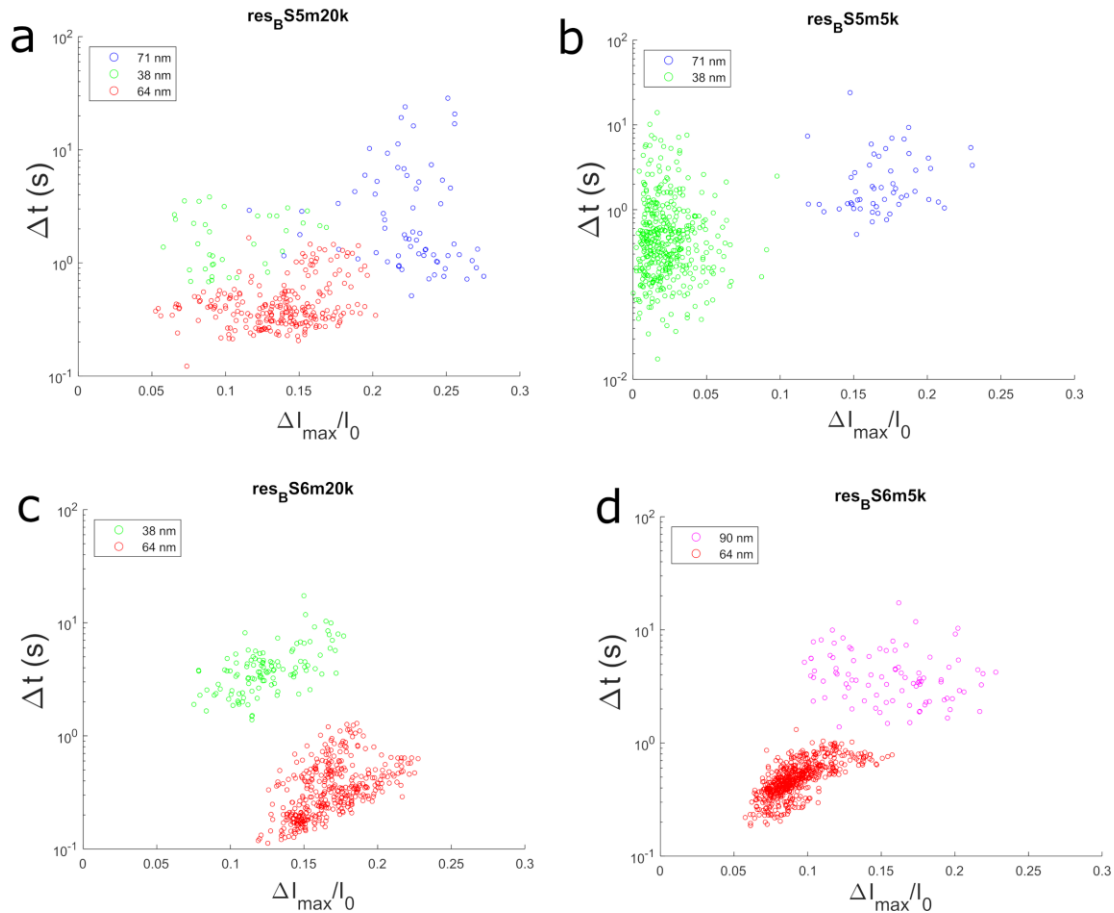 a
res_BS5m20k
10^2
10^1
10^0
10^-1
Δt (s)
71 nm
38 nm
64 nm
0 0.05 0.1 0.15 0.2 0.25 0.3
ΔI_max/I_0
b
res_BS5m5k
10^2
10^1
10^0
10^-2
Δt (s)
71 nm
38 nm
0 0.05 0.1 0.15 0.2 0.25 0.3
ΔI_max/I_0
c
res_BS6m20k
10^2
10^1
10^0
10^-1
Δt (s)
38 nm
64 nm
0 0.05 0.1 0.15 0.2 0.25 0.3
ΔI_max/I_0
d
res_BS6m5k
10^2
10^1
10^0
10^-1
Δt (s)
90 nm
64 nm
0 0.05 0.1 0.15 0.2 0.25 0.3
ΔI_max/I_0